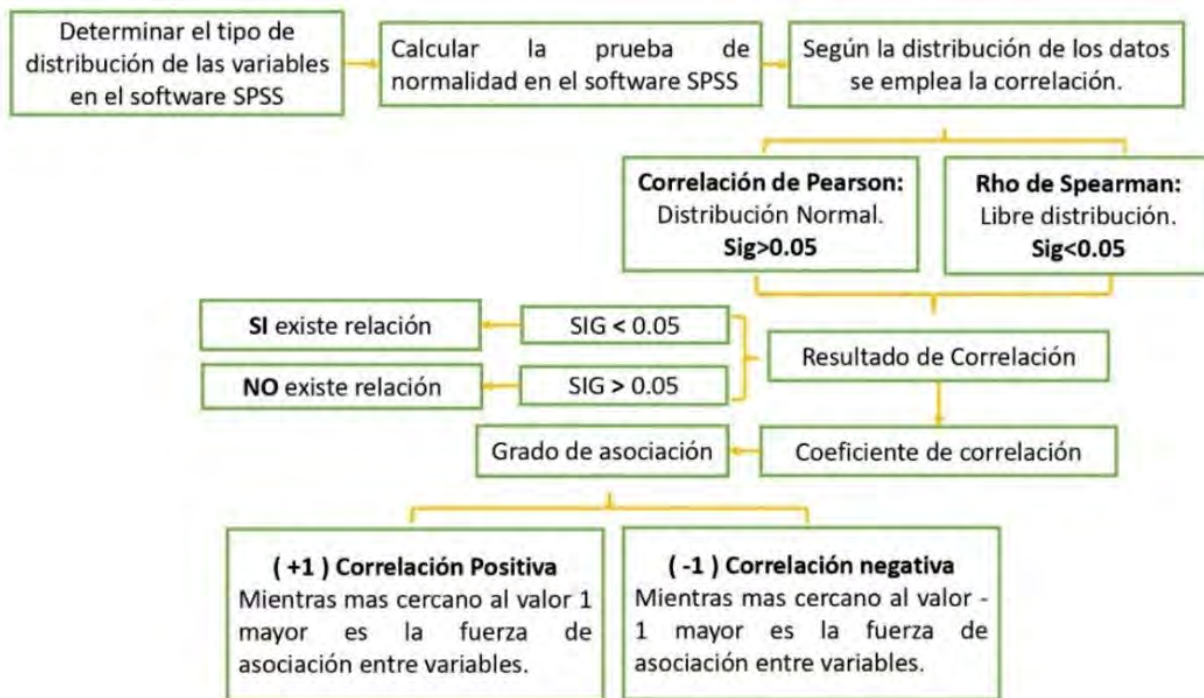 Determinar el tipo de
distribución de las variables
en el software SPSS
Calcular la prueba de
normalidad en el software SPSS
Según la distribución de los datos
se emplea la correlación.
Correlación de Pearson:
Distribución Normal.
Sig>0.05
Rho de Spearman:
Libre distribución.
Sig<0.05
SI existe relación
SIG < 0.05
NO existe relación
SIG > 0.05
Resultado de Correlación
Grado de asociación
Coeficiente de correlación
( +1 ) Correlación Positiva
Mientras mas cercano al valor 1
mayor es la fuerza de
asociación entre variables.
( -1 ) Correlación negativa
Mientras mas cercano al valor -
1 mayor es la fuerza de
asociación entre variables.